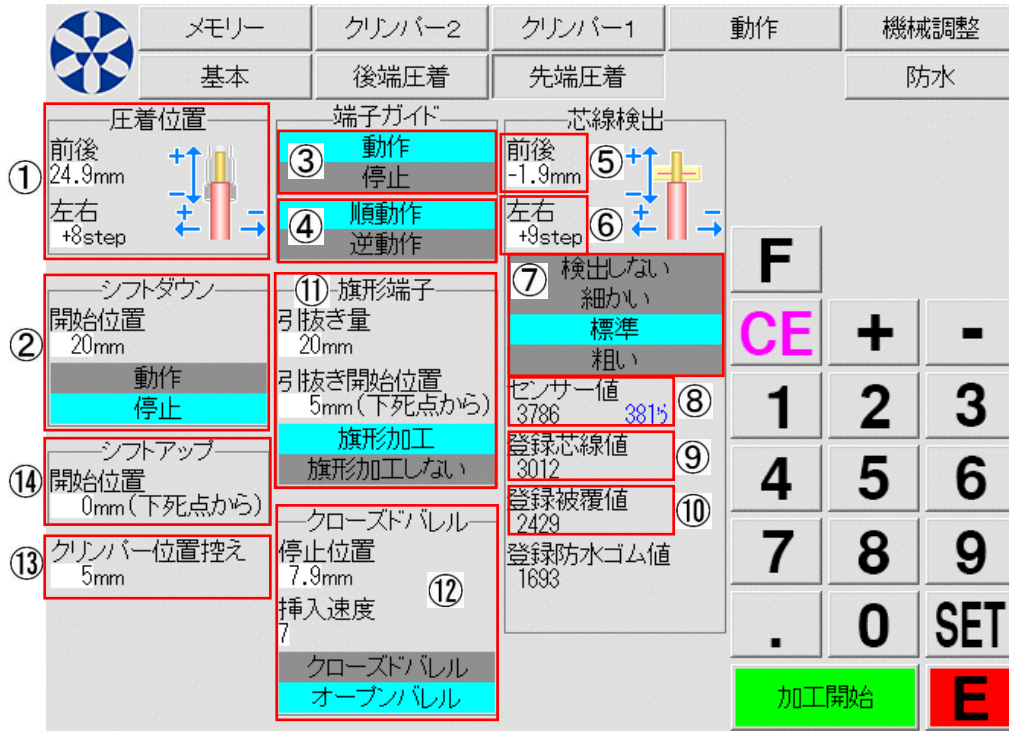 メモリー
クリンパー2
クリンパー1
動作
機械調整
基本
後端圧着
先端圧着
防水
①
圧着位置
前後
24.9mm
左右
+8step
+
-
+
-
②
シフトダウン
開始位置
20mm
動作
停止
⑭
シフトアップ
開始位置
0mm(下死点から)
⑬
クリンパー位置控え
5mm
端子ガイド
③
動作
停止
④
順動作
逆動作
⑪
旗形端子
引抜き量
20mm
引抜き開始位置
5mm(下死点から)
旗形加工
旗形加工しない
クローズドバレル
停止位置
7.9mm
⑫
挿入速度
7
クローズドバレル
オープンバレル
芯線検出
前後
-1.9mm
⑤
左右
+9step
⑥
+
-
+
-
⑦
検出しない
細かい
標準
粗い
センサー値
3786
⑧
登録芯線値
3012
⑨
登録被覆値
2429
⑩
登録防水ゴム値
1693
F
CE
+
-
1
2
3
4
5
6
7
8
9
.
0
SET
加工開始
E